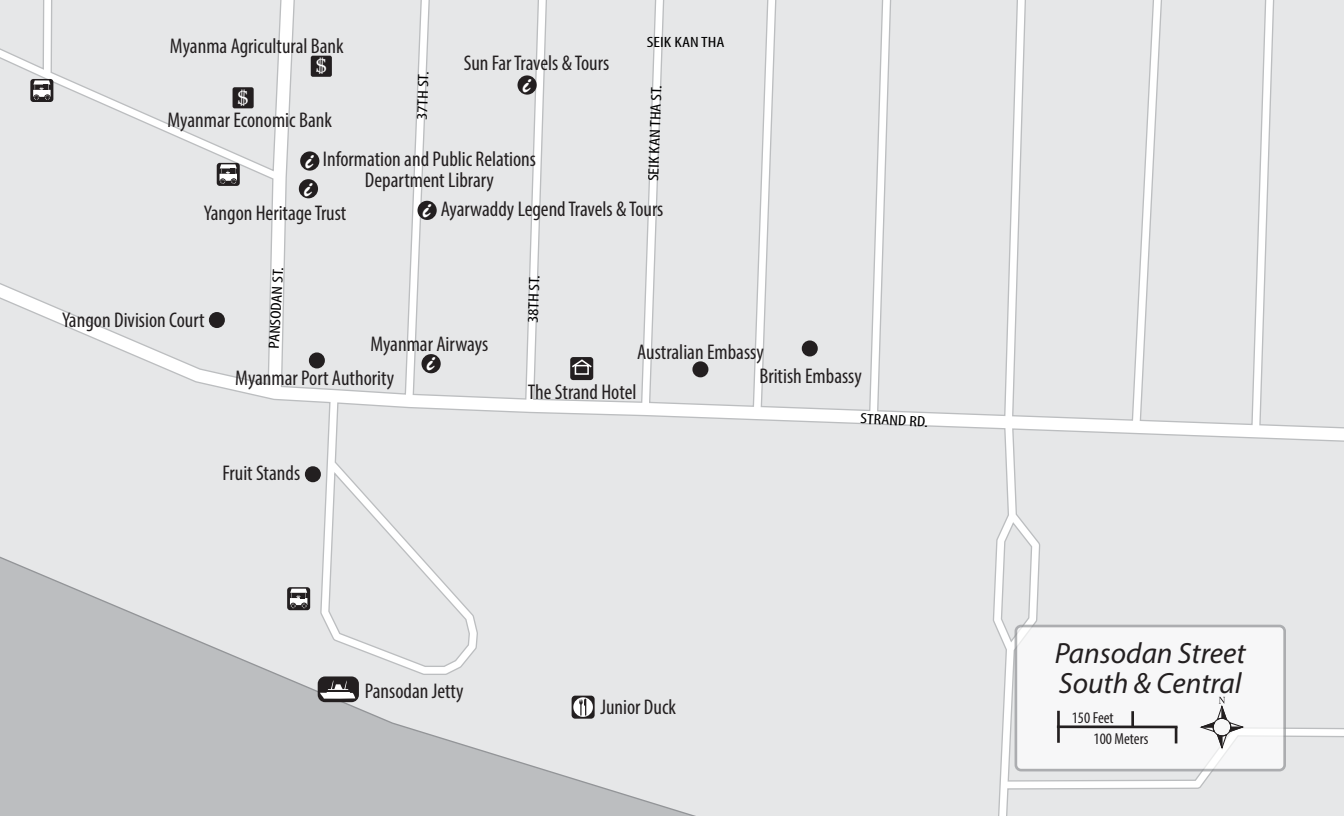 SEIK KAN THA
Myanma Agricultural Bank
$
Sun Far Travels & Tours
i
37TH ST.
SEIK KAN THA ST.
$
Myanmar Economic Bank
i Information and Public Relations
Department Library
i
Yangon Heritage Trust
i Ayarwaddy Legend Travels & Tours
PANSODAN ST.
38TH ST.
Yangon Division Court
Myanmar Airways
i
Australian Embassy
Myanmar Port Authority
British Embassy
The Strand Hotel
STRAND RD.
Fruit Stands
Pansodan Jetty
Junior Duck
Pansodan Street
South & Central
N
150 Feet
100 Meters